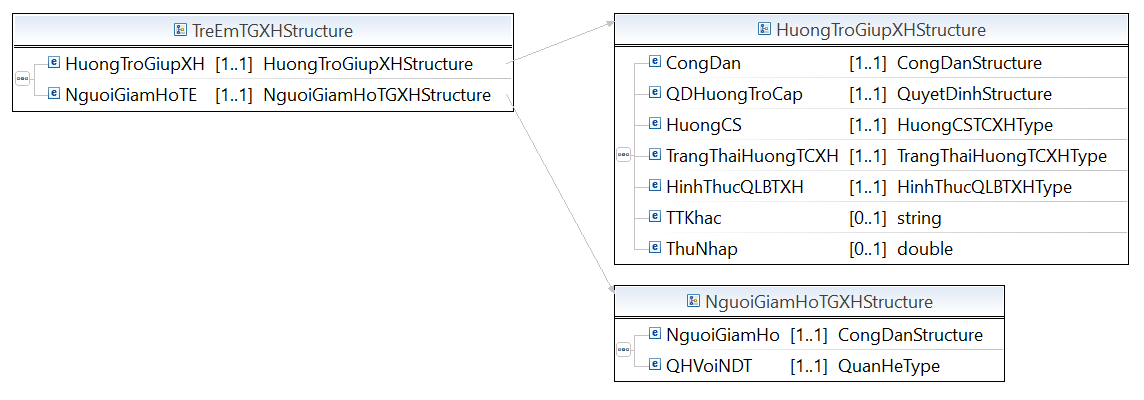 TreEmTGXHStructure
HuongTroGiupXH [1..1] HuongTroGiupXHStructure
NguoiGiamHoTE [1..1] NguoiGiamHoTGXHStructure
HuongTroGiupXHStructure
CongDan [1..1] CongDanStructure
QDHuongTroCap [1..1] QuyetDinhStructure
HuongCS [1..1] HuongCSTCXHType
TrangThaiHuongTCXH [1..1] TrangThaiHuongTCXHType
HinhThucQLBTXH [1..1] HinhThucQLBTXHType
TTKhac [0..1] string
ThuNhap [0..1] double
NguoiGiamHoTGXHStructure
NguoiGiamHo [1..1] CongDanStructure
QHVoiNDT [1..1] QuanHeType